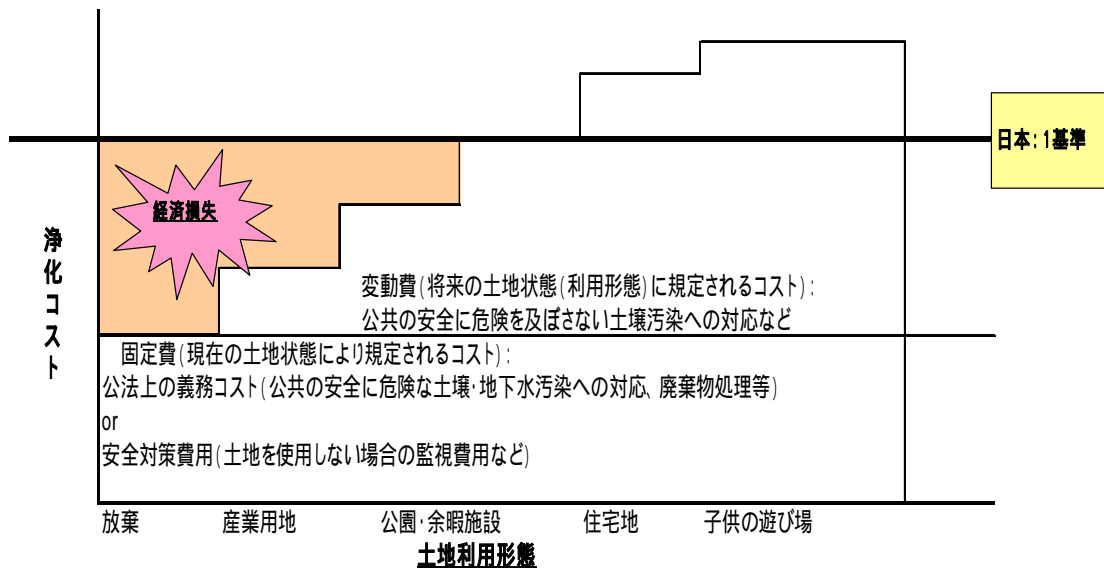 日本:1基準
経済損失
浄化コスト
変動費(将来の土地状態(利用形態)に規定されるコスト):
公共の安全に危険を及ぼさない土壌汚染への対応など
固定費(現在の土地状態により規定されるコスト):
公法上の義務コスト(公共の安全に危険な土壌・地下水汚染への対応、廃棄物処理等)
or
安全対策費用(土地を使用しない場合の監視費用など)
放棄 産業用地 公園・余暇施設 住宅地 子供の遊び場
土地利用形態